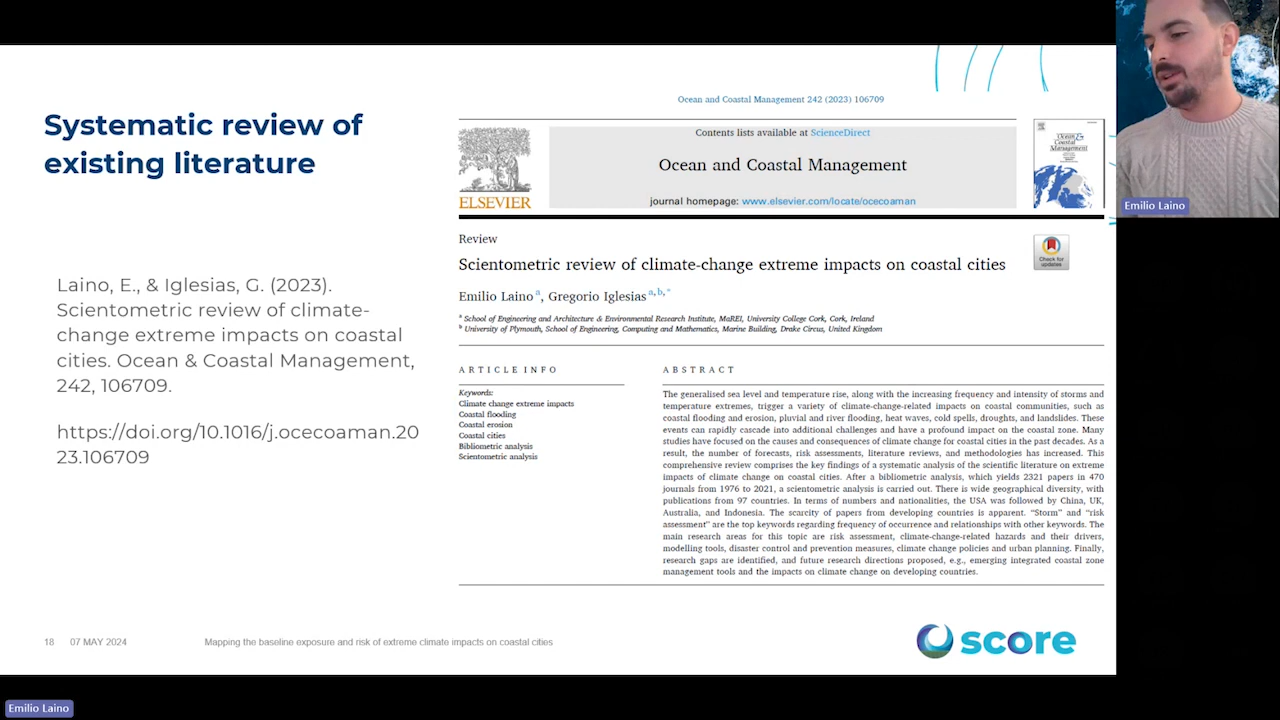 Systematic review of
existing literature
Laino, E., & Iglesias, G. (2023).
Scientometric review of climate-
change extreme impacts on coastal
cities. Ocean & Coastal Management,
242, 106709.
https://doi.org/10.1016/j.ocecoaman.20
23.106709
Ocean and Coastal Management 242 (2023) 106709
ELSEVIER
Contents lists available at ScienceDirect
Ocean and Coastal Management
journal homepage: www.elsevier.com/locate/ocecoaman
Ocean &
Coastal
Management
Review
Check for
updates
Scientometric review of climate-change extreme impacts on coastal cities
Emilio Laino a, Gregorio Iglesias a,b,*
a School of Engineering and Architecture & Environmental Research Institute, MaREI, University College Cork, Cork, Ireland
b University of Plymouth, School of Engineering, Computing and Mathematics, Marine Building, Drake Circus, United Kingdom
ARTICLE INFO
Keywords:
Climate change extreme impacts
Coastal flooding
Coastal erosion
Coastal cities
Bibliometric analysis
Scientometric analysis
ABSTRACT
The generalised sea level and temperature rise, along with the increasing frequency and intensity of storms and
temperature extremes, trigger a variety of climate-change-related impacts on coastal communities, such as
coastal flooding and erosion, pluvial and river flooding, heat waves, cold spells, droughts, and landslides. These
events can rapidly cascade into additional challenges and have a profound impact on the coastal zone. Many
studies have focused on the causes and consequences of climate change for coastal cities in the past decades. As a
result, the number of forecasts, risk assessments, literature reviews, and methodologies has increased. This
comprehensive review comprises the key findings of a systematic analysis of the scientific literature on extreme
impacts of climate change on coastal cities. After a bibliometric analysis, which yields 2321 papers in 470
journals from 1976 to 2021, a scientometric analysis is carried out. There is wide geographical diversity, with
publications from 97 countries. In terms of numbers and nationalities, the USA was followed by China, UK,
Australia, and Indonesia. The scarcity of papers from developing countries is apparent. “Storm” and “risk
assessment” are the top keywords regarding frequency of occurrence and relationships with other keywords. The
main research areas for this topic are risk assessment, climate-change-related hazards and their drivers,
modelling tools, disaster control and prevention measures, climate change policies and urban planning. Finally,
research gaps are identified, and future research directions proposed, e.g., emerging integrated coastal zone
management tools and the impacts on climate change on developing countries.
18 07 MAY 2024 Mapping the baseline exposure and risk of extreme climate impacts on coastal cities
score
Emilio Laino
Emilio Laino